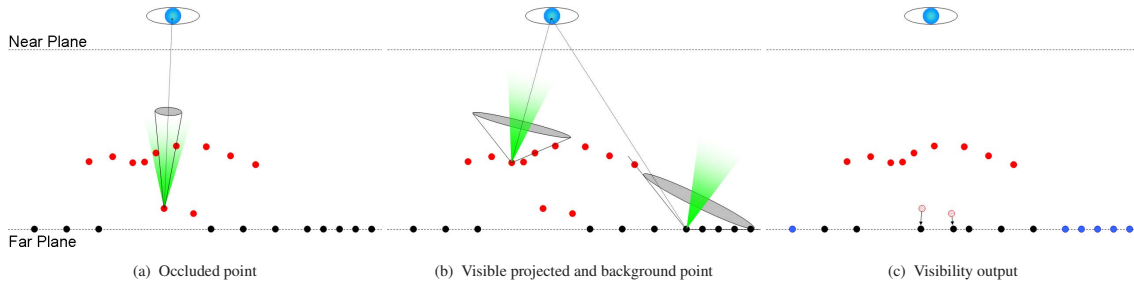 Near Plane
Far Plane
(a) Occluded point
(b) Visible projected and background point
(c) Visibility output